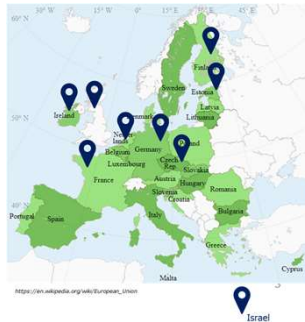 60°N
15°W
0°
15°E
30°E
45°E
Finland
Sweden
Estonia
Latvia
Lithuania
Ireland
Denmark
Nether
lands
Poland
Belgium
Germany
Luxembourg
Czech
Rep.
Slovakia
France
Austria
Hungary
Slovenia
Croatia
Romania
Portugal
Spain
Italy
Bulgaria
Greece
Malta
Cyprus
https://en.wikipedia.org/wiki/European_Union
Israel